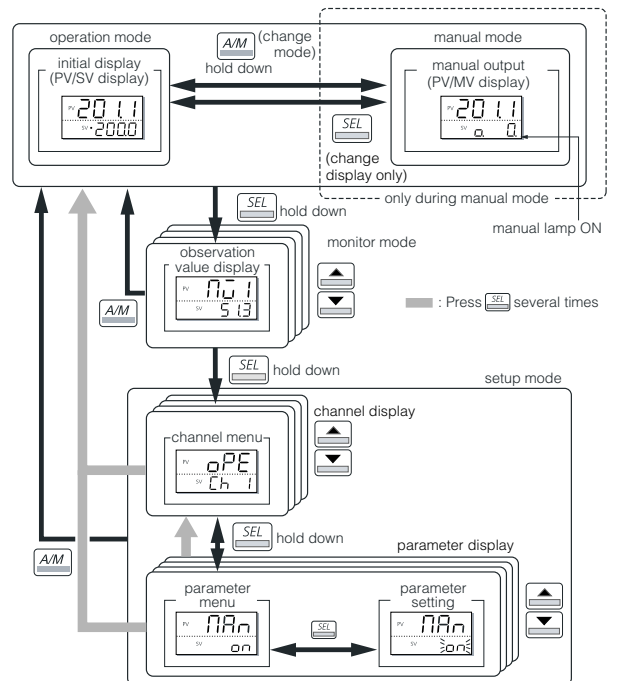 operation mode
A/M (change mode)
hold down
manual mode
initial display
(PV/SV display)
PV 201.1
SV 200.0
manual output
(PV/MV display)
PV 201.1
SV o. 0.
SEL
(change
display only)
only during manual mode
manual lamp ON
SEL hold down
monitor mode
observation
value display
PV Mv1
SV 51.3
A/M
: Press SEL several times
SEL hold down
setup mode
channel display
channel menu
PV oPE
SV Ch 1
SEL hold down
A/M
parameter display
parameter
menu
PV MAn
SV on
SEL
parameter
setting
PV MAn
SV on